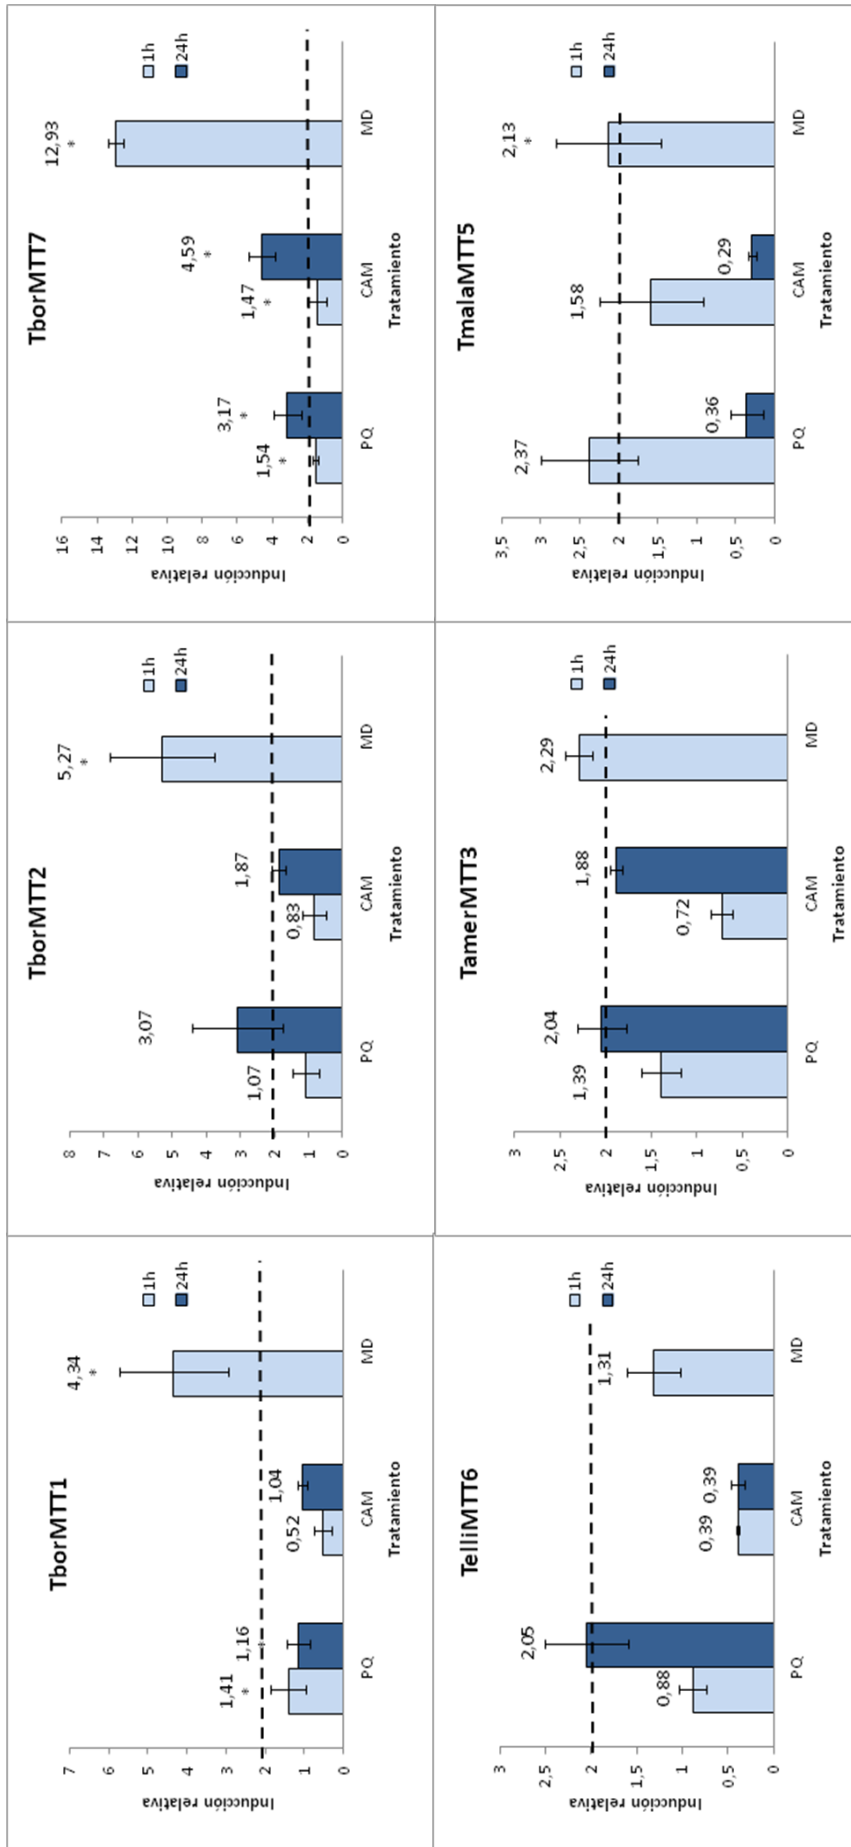 TborMTT1
Inducción relativa
7
6
5
4
3
2
1
0
1,41
*
1,16
0,52
1,04
4,34
*
1h
24h
PQ CAM MD
Tratamiento
TborMTT2
Inducción relativa
8
7
6
5
4
3
2
1
0
1,07
3,07
0,83
1,87
5,27
*
1h
24h
PQ CAM MD
Tratamiento
TborMTT7
Inducción relativa
16
14
12
10
8
6
4
2
0
1,54
*
3,17
*
1,47
*
4,59
*
12,93
*
1h
24h
PQ CAM MD
Tratamiento
TelliMTT6
Inducción relativa
3
2,5
2
1,5
1
0,5
0
0,88
2,05
0,39
0,39
1,31
1h
24h
PQ CAM MD
Tratamiento
TamerMTT3
Inducción relativa
3
2,5
2
1,5
1
0,5
0
1,39
2,04
0,72
1,88
2,29
1h
24h
PQ CAM MD
Tratamiento
TmalaMTT5
Inducción relativa
3,5
3
2,5
2
1,5
1
0,5
0
2,37
0,36
1,58
0,29
2,13
*
1h
24h
PQ CAM MD
Tratamiento